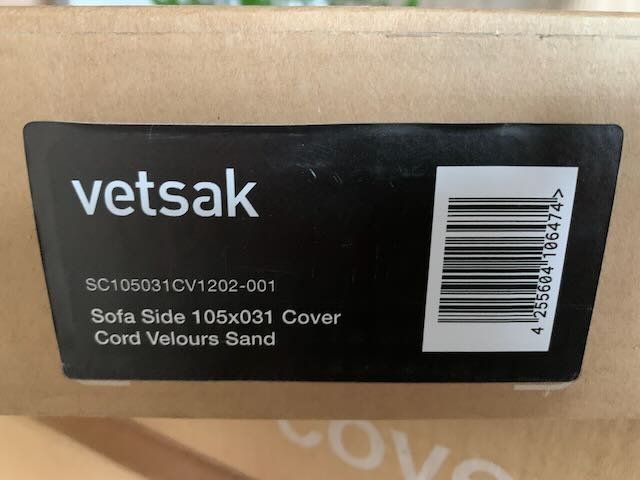 vetsak
SC105031CV1202-001
Sofa Side 105x031 Cover
Cord Velours Sand
4 255604 106474>